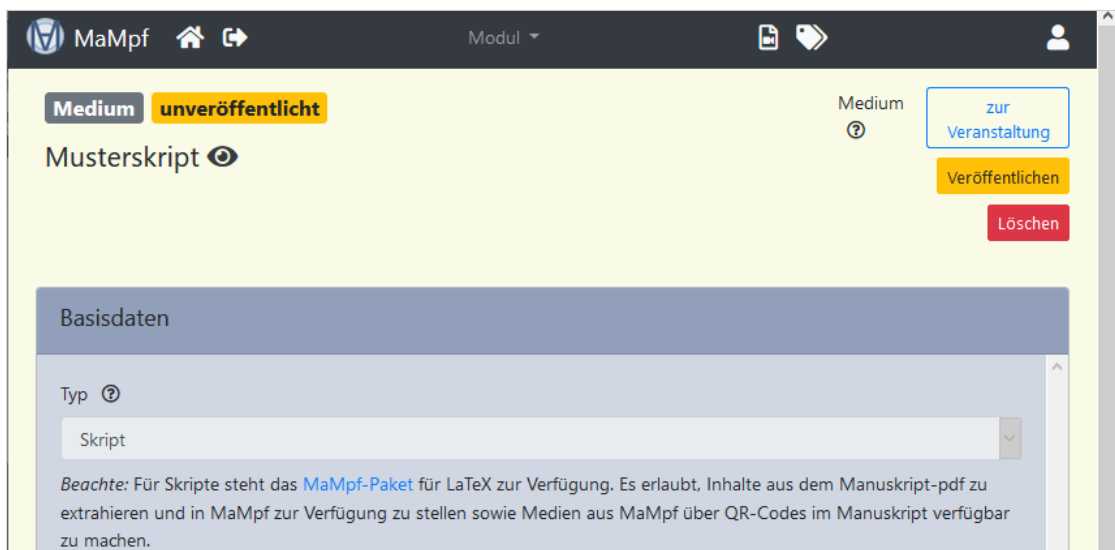 MaMpf Modul
Medium unveröffentlicht
Musterskript
Medium
zur
Veranstaltung
Veröffentlichen
Löschen
Basisdaten
Typ
Skript
Beachte: Für Skripte steht das MaMpf-Paket für LaTeX zur Verfügung. Es erlaubt, Inhalte aus dem Manuskript-pdf zu
extrahieren und in MaMpf zur Verfügung zu stellen sowie Medien aus MaMpf über QR-Codes im Manuskript verfügbar
zu machen.